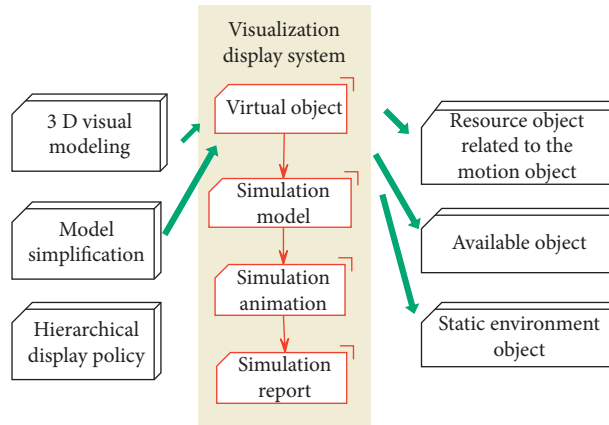 Visualization
display system
3 D visual
modeling
Model
simplification
Hierarchical
display policy
Virtual object
Simulation
model
Simulation
animation
Simulation
report
Resource object
related to the
motion object
Available object
Static environment
object